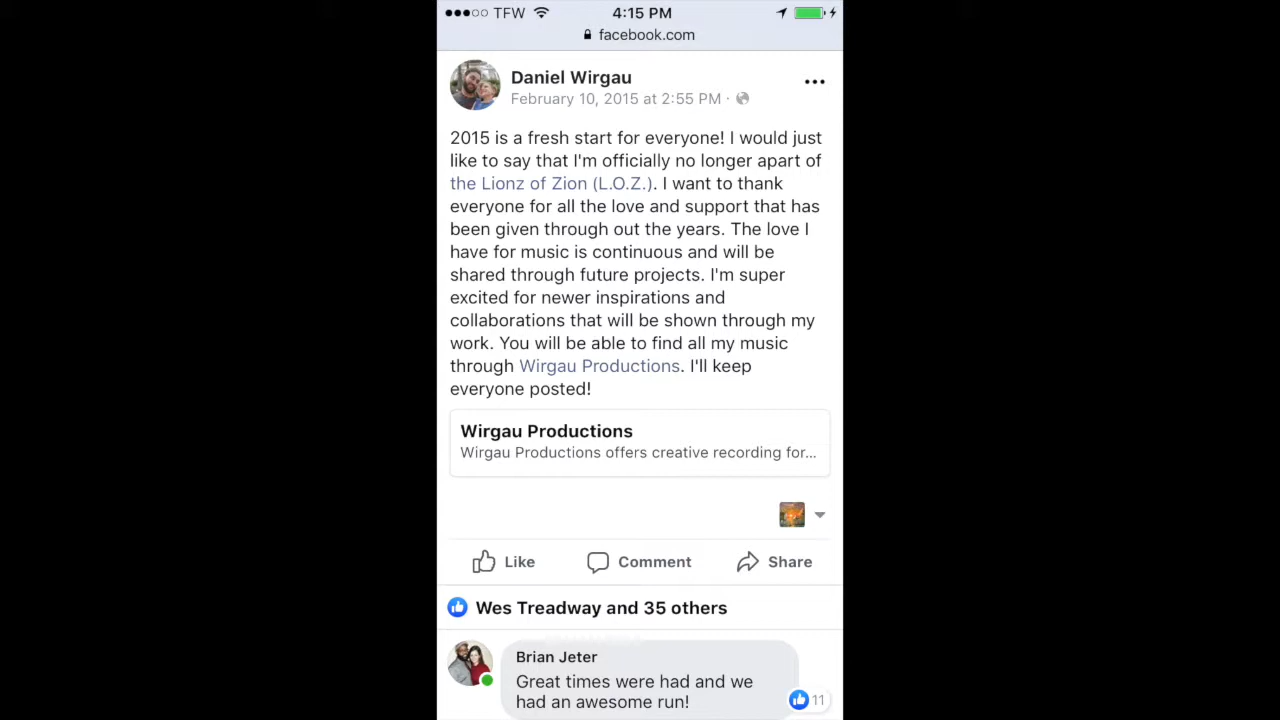 TFW 4:15 PM
facebook.com
Daniel Wirgau
February 10, 2015 at 2:55 PM ·
2015 is a fresh start for everyone! I would just
like to say that I'm officially no longer apart of
the Lionz of Zion (L.O.Z.). I want to thank
everyone for all the love and support that has
been given through out the years. The love I
have for music is continuous and will be
shared through future projects. I'm super
excited for newer inspirations and
collaborations that will be shown through my
work. You will be able to find all my music
through Wirgau Productions. I'll keep
everyone posted!
Wirgau Productions
Wirgau Productions offers creative recording for...
Like Comment Share
Wes Treadway and 35 others
Brian Jeter
Great times were had and we
had an awesome run!
11